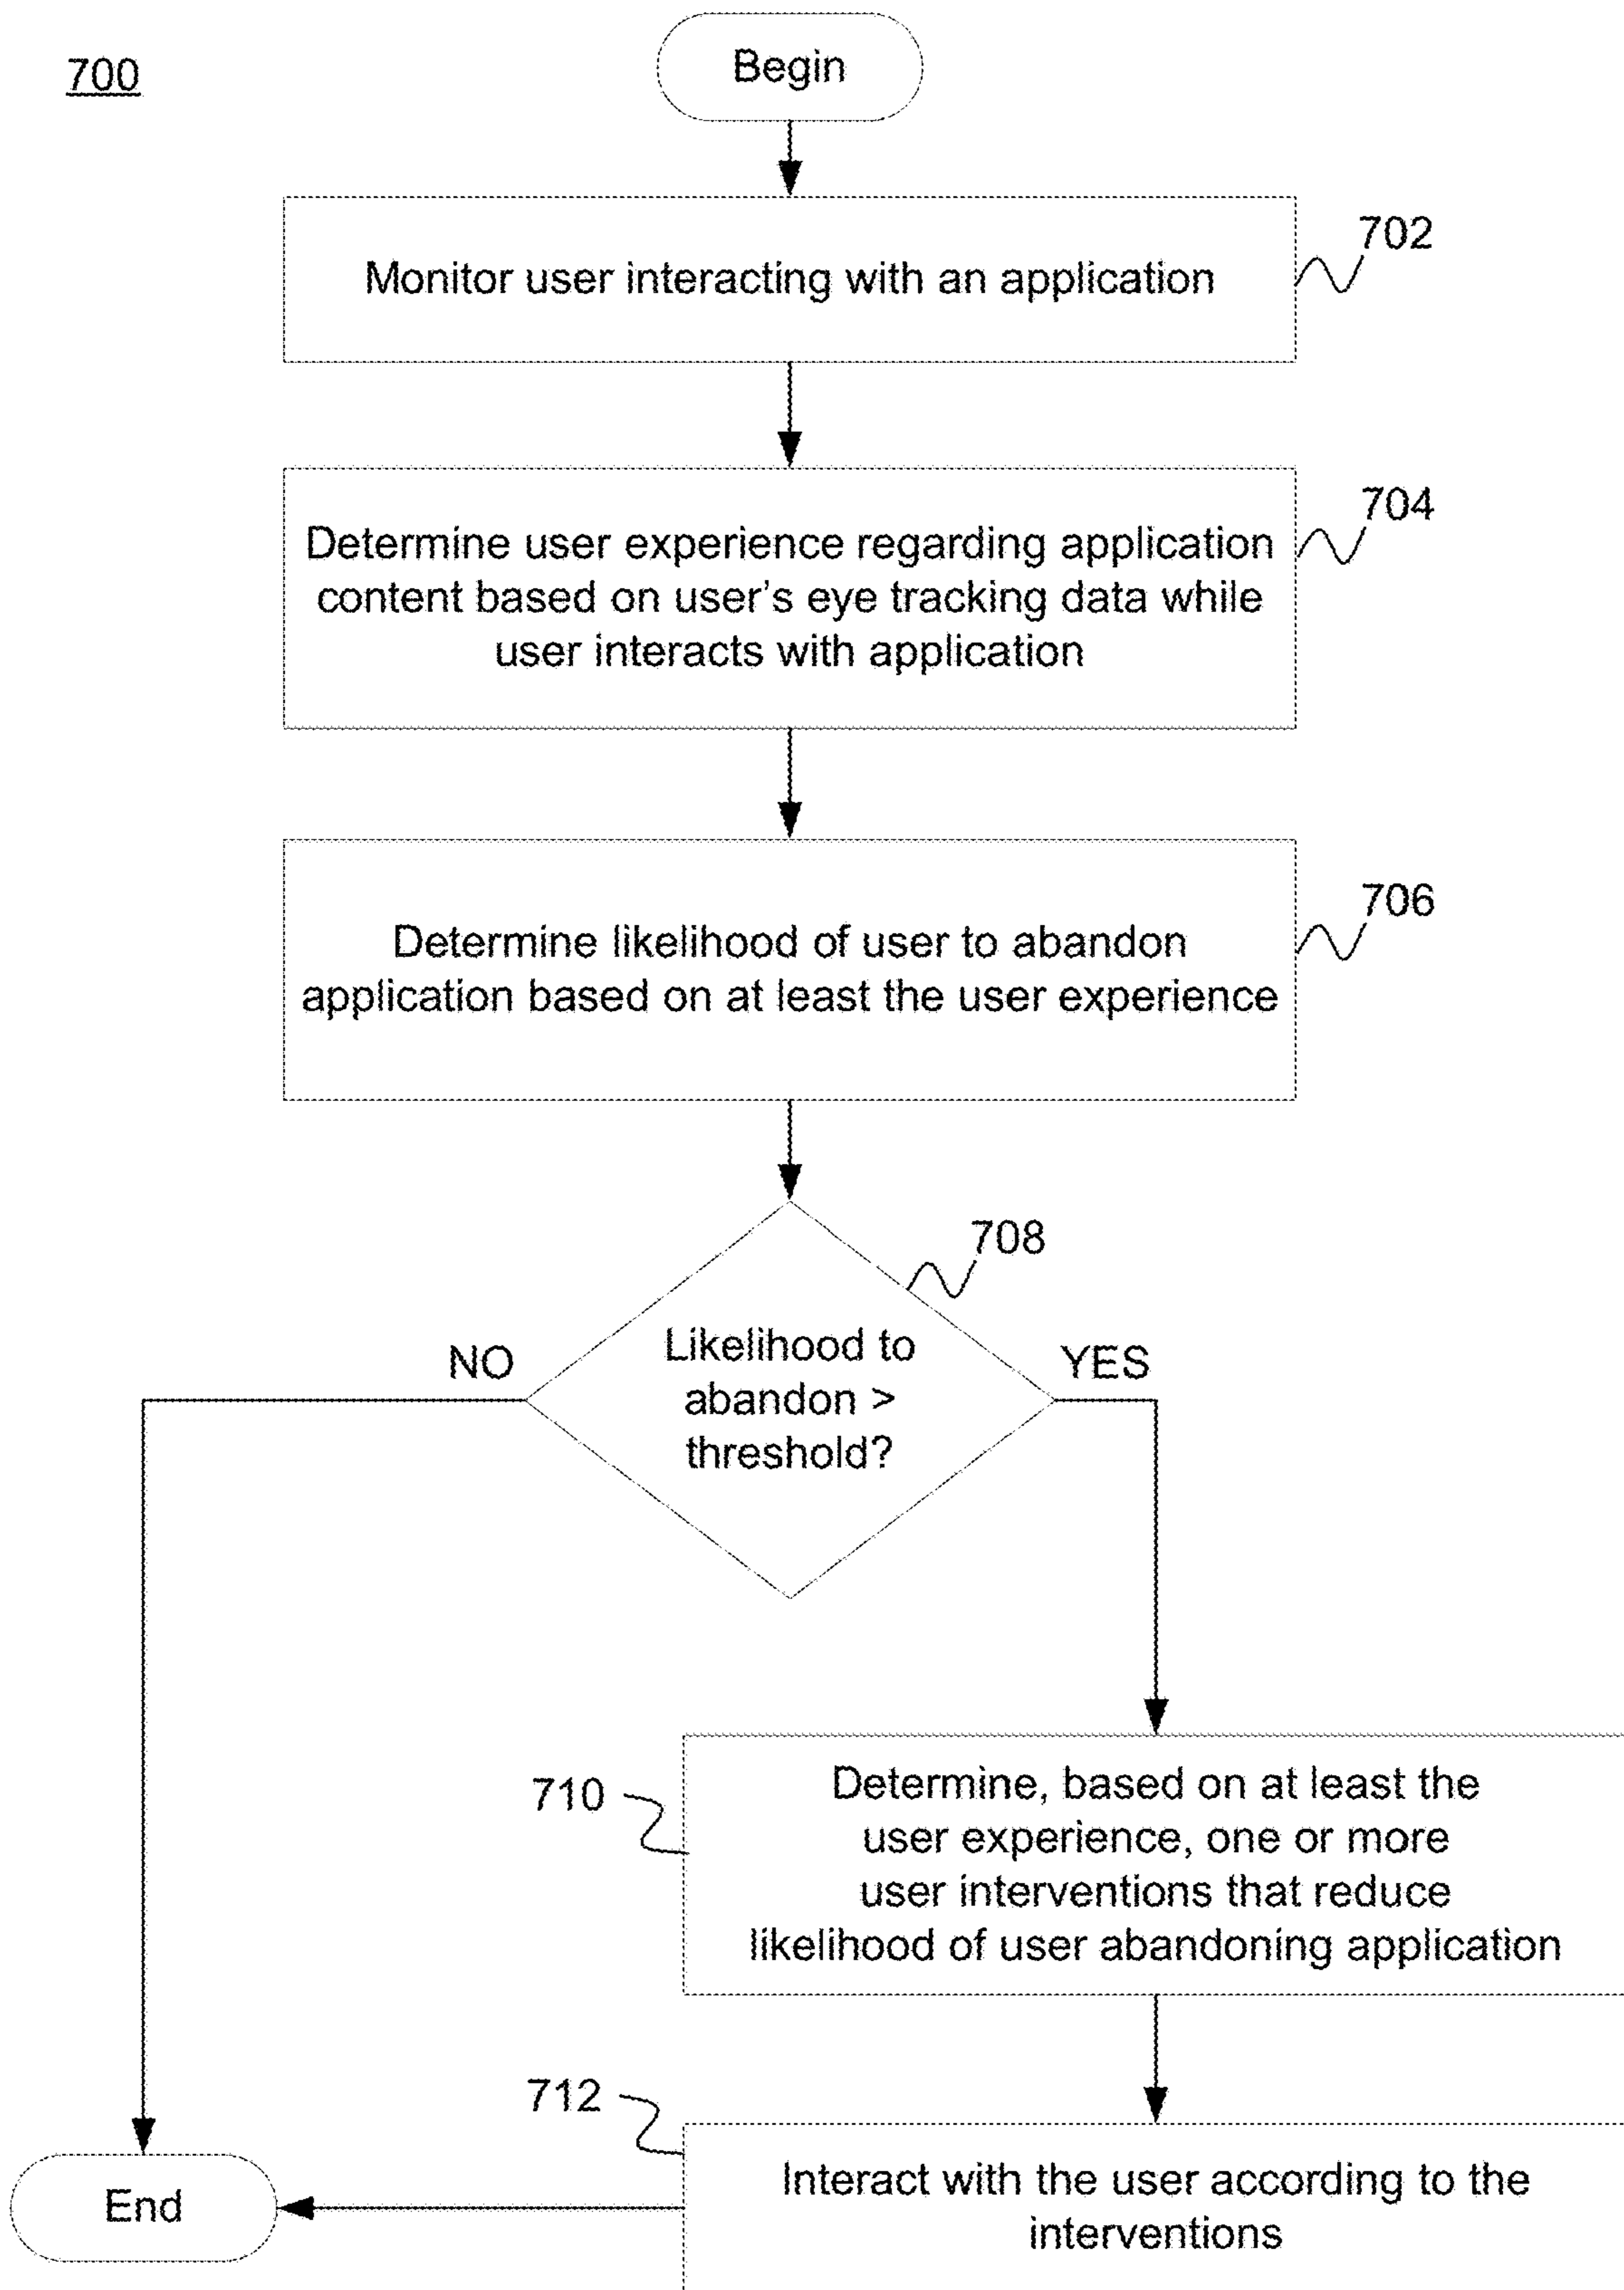 700
Begin
Monitor user interacting with an application
702
Determine user experience regarding application
content based on user's eye tracking data while
user interacts with application
704
Determine likelihood of user to abandon
application based on at least the user experience
706
708
Likelihood to
abandon >
threshold?
NO
YES
710
Determine, based on at least the
user experience, one or more
user interventions that reduce
likelihood of user abandoning application
712
Interact with the user according to the
interventions
End